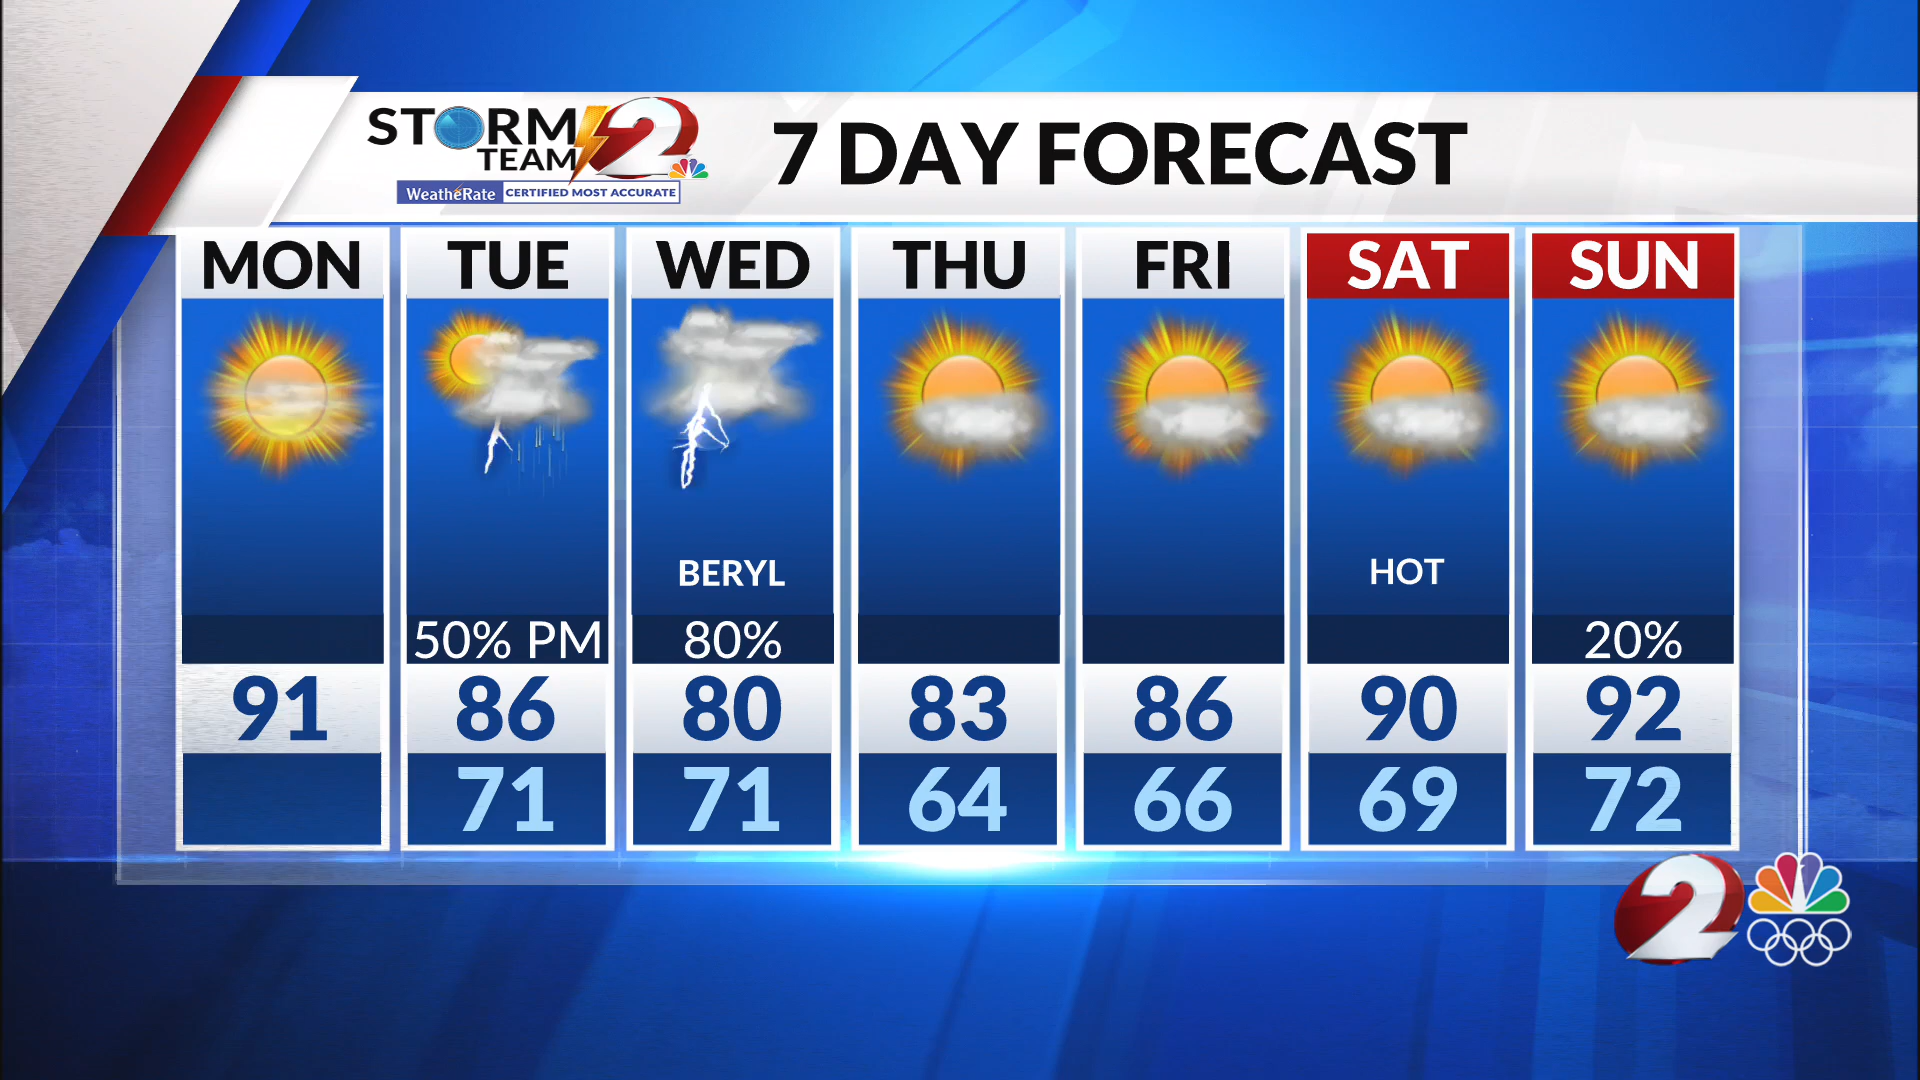 STORM
TEAM
2
WeatheRate CERTIFIED MOST ACCURATE
7 DAY FORECAST
MON TUE WED THU FRI SAT SUN
BERYL HOT
50% PM 80% 20%
91 86 80 83 86 90 92
71 71 64 66 69 72
2